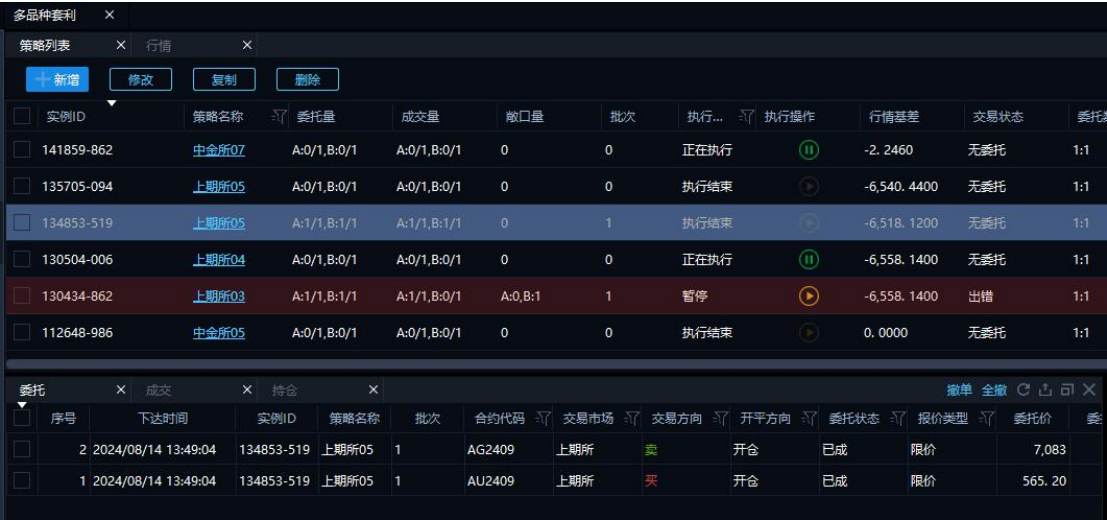 多品种套利
策略列表 行情
新增 修改 复制 删除
实例ID 策略名称 委托量 成交量 敞口量 批次 执行... 执行操作 行情基差 交易状态
141859-862 中金所07 A:0/1,B:0/1 A:0/1,B:0/1 0 0 正在执行 -2.2460 无委托 1:1
135705-094 上期所05 A:0/1,B:0/1 A:0/1,B:0/1 0 0 执行结束 -6,540.4400 无委托 1:1
134853-519 上期所05 A:1/1,B:1/1 A:1/1,B:1/1 0 1 执行结束 -6,518.1200 无委托 1:1
130504-006 上期所04 A:0/1,B:0/1 A:0/1,B:0/1 0 0 正在执行 -6,558.1400 无委托 1:1
130434-862 上期所03 A:1/1,B:1/1 A:1/1,B:0/1 A:0,B:1 1 暂停 -6,558.1400 出错 1:1
112648-986 中金所05 A:0/1,B:0/1 A:0/1,B:0/1 0 0 执行结束 0.0000 无委托 1:1
委托 成交 持仓 撤单 全撤
序号 下达时间 实例ID 策略名称 批次 合约代码 交易市场 交易方向 开平方向 委托状态 报价类型 委托价
2 2024/08/14 13:49:04 134853-519 上期所05 1 AG2409 上期所 卖 开仓 已成 限价 7,083
1 2024/08/14 13:49:04 134853-519 上期所05 1 AU2409 上期所 买 开仓 已成 限价 565.20